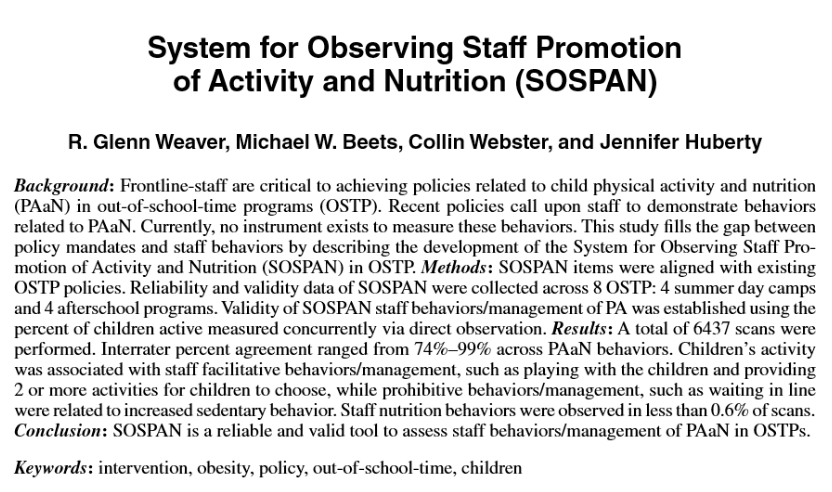 System for Observing Staff Promotion
of Activity and Nutrition (SOSPAN)
R. Glenn Weaver, Michael W. Beets, Collin Webster, and Jennifer Huberty
Background: Frontline-staff are critical to achieving policies related to child physical activity and nutrition
(PAaN) in out-of-school-time programs (OSTP). Recent policies call upon staff to demonstrate behaviors
related to PAaN. Currently, no instrument exists to measure these behaviors. This study fills the gap between
policy mandates and staff behaviors by describing the development of the System for Observing Staff Pro-
motion of Activity and Nutrition (SOSPAN) in OSTP. Methods: SOSPAN items were aligned with existing
OSTP policies. Reliability and validity data of SOSPAN were collected across 8 OSTP: 4 summer day camps
and 4 afterschool programs. Validity of SOSPAN staff behaviors/management of PA was established using the
percent of children active measured concurrently via direct observation. Results: A total of 6437 scans were
performed. Interrater percent agreement ranged from 74%–99% across PAaN behaviors. Children's activity
was associated with staff facilitative behaviors/management, such as playing with the children and providing
2 or more activities for children to choose, while prohibitive behaviors/management, such as waiting in line
were related to increased sedentary behavior. Staff nutrition behaviors were observed in less than 0.6% of scans.
Conclusion: SOSPAN is a reliable and valid tool to assess staff behaviors/management of PAaN in OSTPs.
Keywords: intervention, obesity, policy, out-of-school-time, children